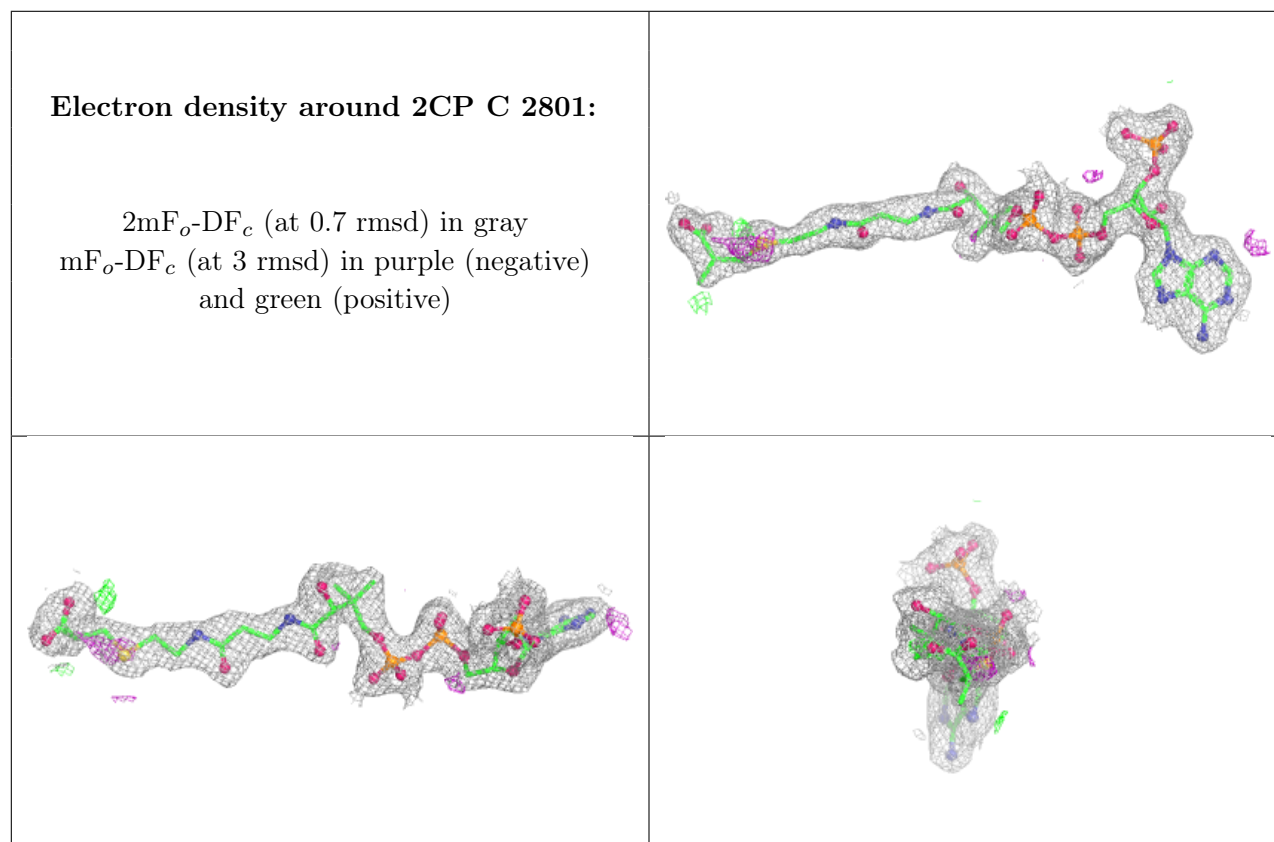 Electron density around 2CP C 2801:
2mFo-DFc (at 0.7 rmsd) in gray
mFo-DFc (at 3 rmsd) in purple (negative)
and green (positive)